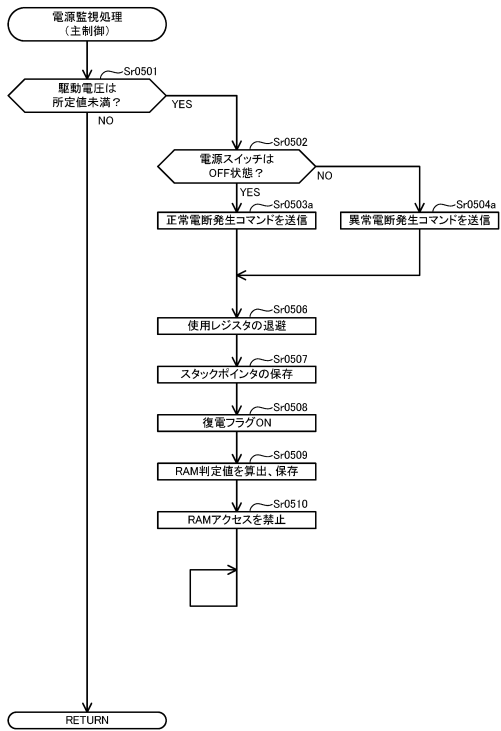 電源監視処理
（主制御）
Sr0501
駆動電圧は
所定値未満？
YES
NO
Sr0502
電源スイッチは
OFF状態？
NO
YES
Sr0503a
正常電断発生コマンドを送信
Sr0504a
異常電断発生コマンドを送信
Sr0506
使用レジスタの退避
Sr0507
スタックポインタの保存
Sr0508
復電フラグON
Sr0509
RAM判定値を算出、保存
Sr0510
RAMアクセスを禁止
RETURN